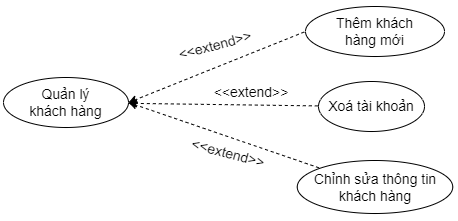 Thêm khách
hàng mới
<<extend>>
Quản lý
khách hàng
<<extend>>
Xoá tài khoản
<<extend>>
Chỉnh sửa thông tin
khách hàng